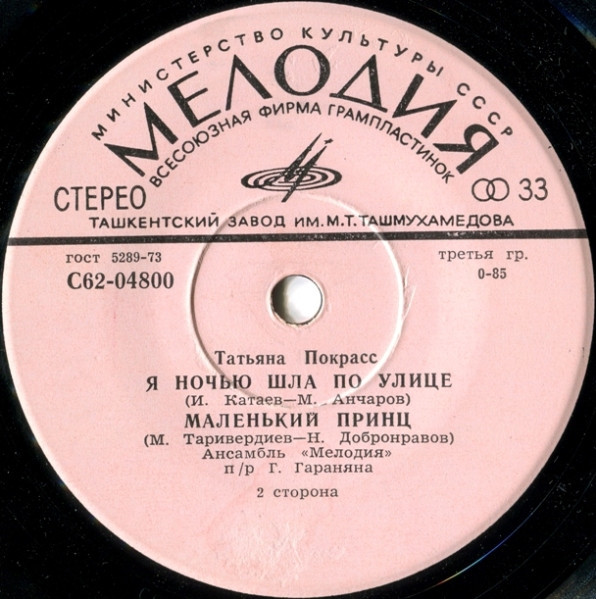 МИНИСТЕРСТВО КУЛЬТУРЫ СССР
МЕЛОДИЯ
ВСЕСОЮЗНАЯ ФИРМА ГРАМПЛАСТИНОК
СТЕРЕО
33
ТАШКЕНТСКИЙ ЗАВОД ИМ. М.Т. ТАШМУХАМЕДОВА
гост 5289-73
третья гр.
С62-04800
0-85
Татьяна Покрасс
Я НОЧЬЮ ШЛА ПО УЛИЦЕ
(И. Катаев—М. Анчаров)
МАЛЕНЬКИЙ ПРИНЦ
(М. Таривердиев—Н. Добронравов)
Ансамбль «Мелодия»
п/р Г. Гараняна
2 сторона